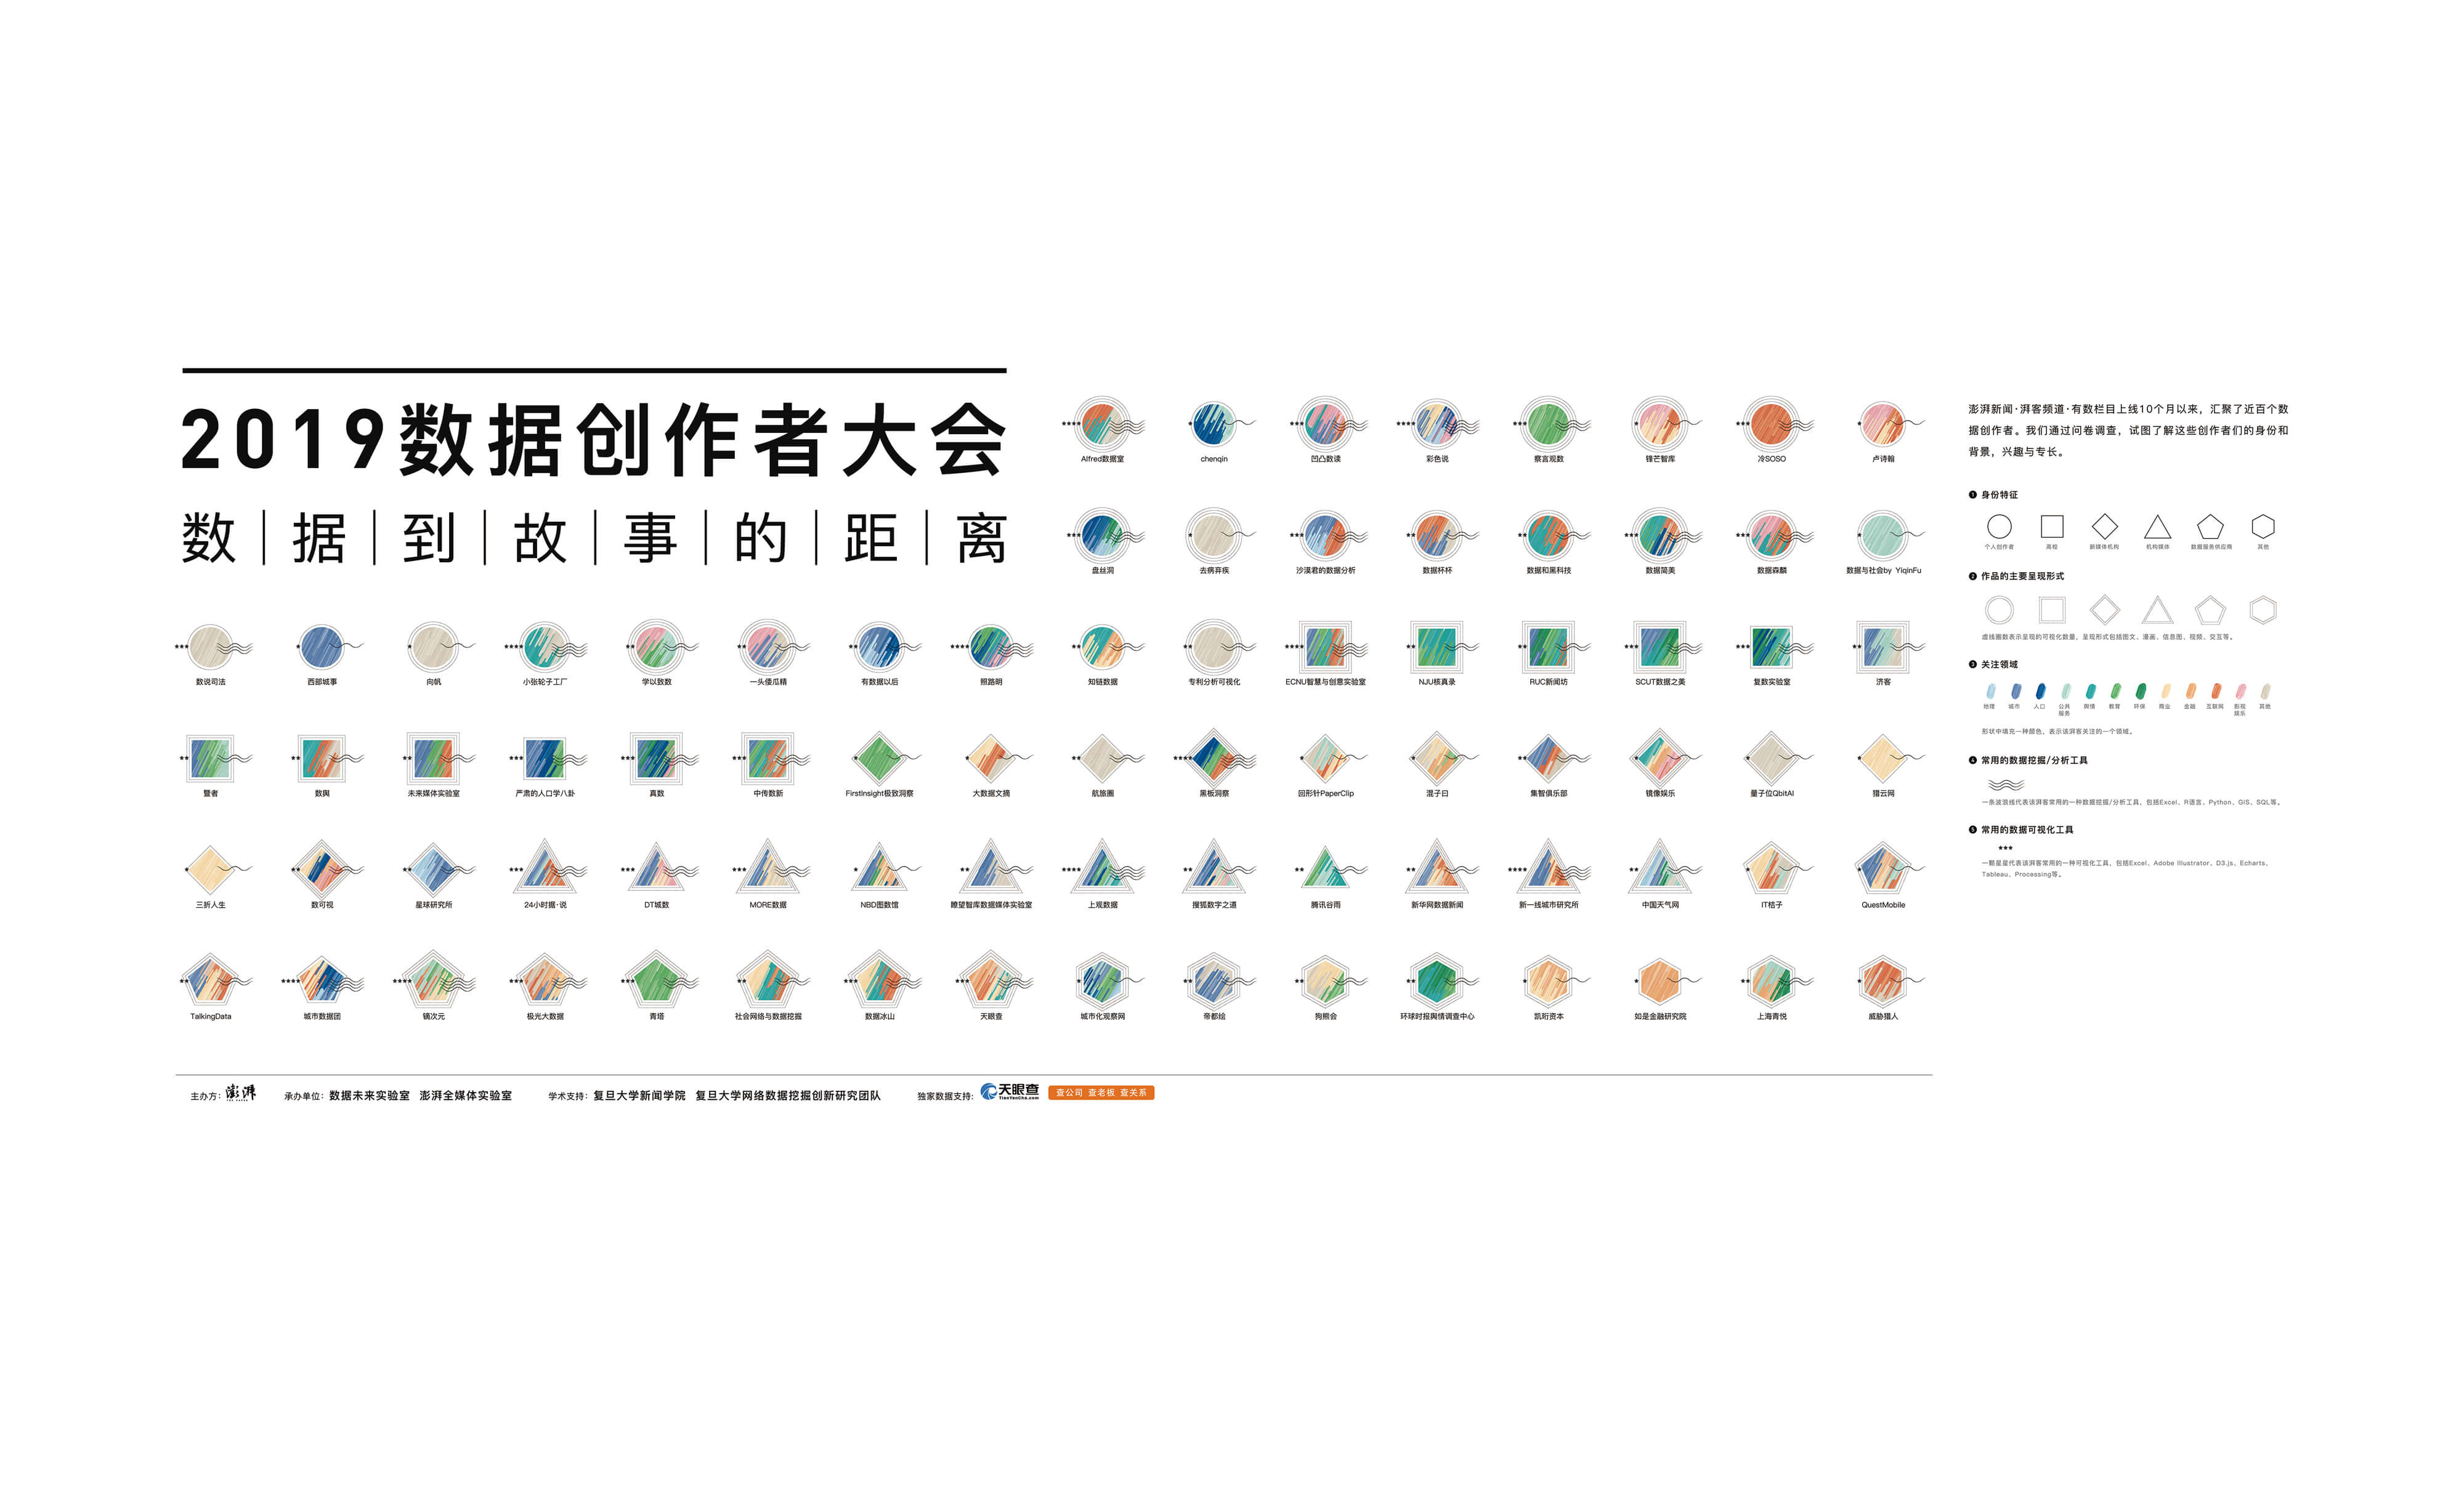 2019数据创作者大会
数|据|到|故|事|的|距|离
**** Alfred数据室
* chenqin
*** 凹凸数读
**** 彩色说
*** 察言观数
* 锋芒智库
*** 冷SOSO
* 卢诗翰
*** 盘丝洞
* 去病弃疾
*** 沙漠君的数据分析
** 数据杯杯
** 数据和黑科技
*** 数据简美
** 数据森麟
* 数据与社会by YiqinFu
*** 数说司法
* 西部城事
* 向帆
**** 小张轮子工厂
** 学以致数
** 一头倭瓜精
** 有数据以后
**** 照路明
** 知链数据
* 专利分析可视化
**** ECNU智慧与创意实验室
** NJU核真录
** RUC新闻坊
*** SCUT数据之美
*** 复数实验室
** 济客
** 暨者
** 数舆
** 未来媒体实验室
*** 严肃的人口学八卦
*** 真数
*** 中传数新
* FirstInsight极致洞察
* 大数据文摘
** 航旅圈
**** 黑板洞察
* 回形针PaperClip
* 混子曰
** 集智俱乐部
* 镜像娱乐
* 量子位QbitAI
* 猎云网
* 三折人生
** 数可视
** 星球研究所
*** 24小时据·说
*** DT城数
*** MORE数据
* NBD图数馆
** 瞭望智库数据媒体实验室
**** 上观数据
** 搜狐数字之道
** 腾讯谷雨
** 新华网数据新闻
**** 新一线城市研究所
** 中国天气网
* IT桔子
* QuestMobile
** TalkingData
**** 城市数据团
**** 镝次元
*** 极光大数据
*** 青塔
** 社会网络与数据挖掘
*** 数据冰山
*** 天眼查
* 城市化观察网
** 帝都绘
** 狗熊会
** 环球时报舆情调查中心
* 凯珩资本
* 如是金融研究院
** 上海青悦
** 威胁猎人
澎湃新闻·湃客频道·有数栏目上线10个月以来，汇聚了近百个数
据创作者。我们通过问卷调查，试图了解这些创作者们的身份和
背景，兴趣与专长。
1 身份特征
个人创作者 高校 新媒体机构 机构媒体 数据服务供应商 其他
2 作品的主要呈现形式
虚线圈数表示呈现的可视化数量，呈现形式包括图文、漫画、信息图、视频、交互等。
3 关注领域
地理 城市 人口 公共服务 舆情 教育 环保 商业 金融 互联网 影视娱乐 其他
形状中填充一种颜色，表示该湃客关注的一个领域。
4 常用的数据挖掘/分析工具
一条波浪线代表该湃客常用的一种数据挖掘/分析工具，包括Excel、R语言、Python、GIS、SQL等。
5 常用的数据可视化工具
***
一颗星星代表该湃客常用的一种可视化工具，包括Excel、Adobe Illustrator、D3.js、Echarts、
Tableau、Processing等。
主办方：澎湃 承办单位：数据未来实验室 澎湃全媒体实验室 学术支持：复旦大学新闻学院 复旦大学网络数据挖掘创新研究团队 独家数据支持：天眼查 TianYanCha.com 查公司 查老板 查关系